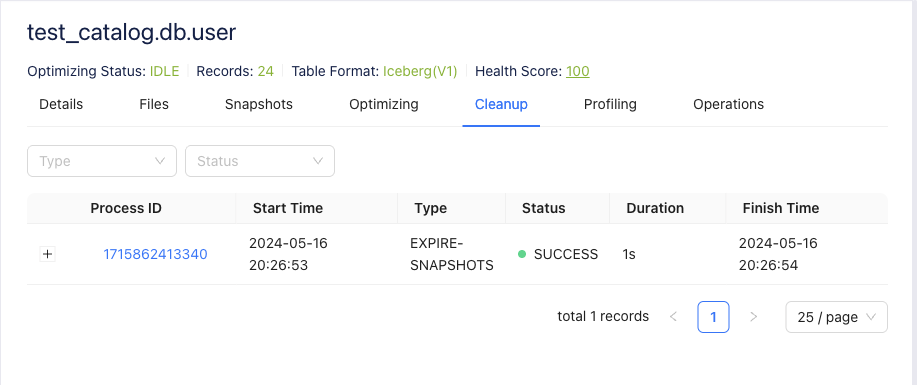 test_catalog.db.user
Optimizing Status: IDLE Records: 24 Table Format: Iceberg(V1) Health Score: 100
Details Files Snapshots Optimizing Cleanup Profiling Operations
Type Status
Process ID Start Time Type Status Duration Finish Time
1715862413340 2024-05-16 20:26:53 EXPIRE-SNAPSHOTS SUCCESS 1s 2024-05-16 20:26:54
total 1 records < 1 > 25 / page